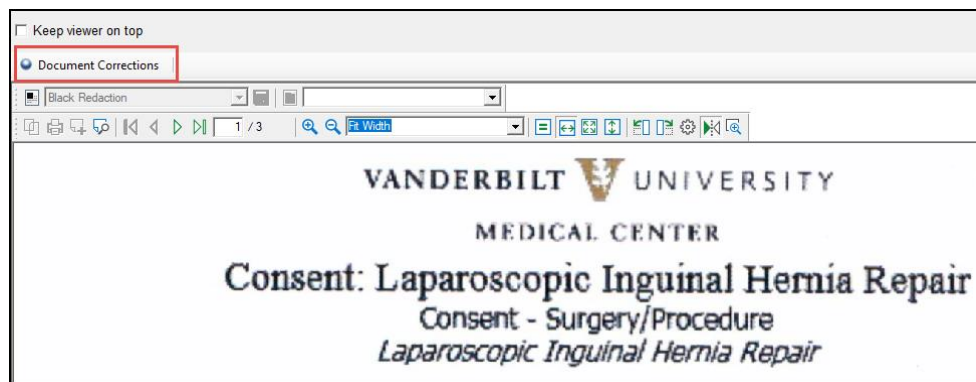 Keep viewer on top
Document Corrections
Black Redaction
1 / 3
Fit Width
VANDERBILT V UNIVERSITY
MEDICAL CENTER
Consent: Laparoscopic Inguinal Hernia Repair
Consent - Surgery/Procedure
Laparoscopic Inguinal Hernia Repair